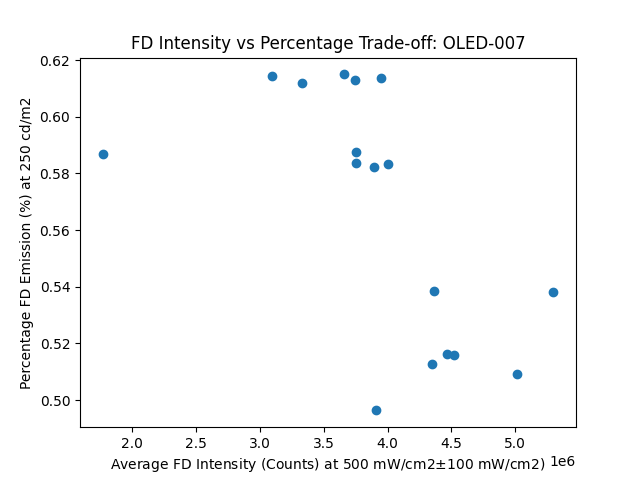 FD Intensity vs Percentage Trade-off: OLED-007
Percentage FD Emission (%) at 250 cd/m2
0.62
0.60
0.58
0.56
0.54
0.52
0.50
2.0 2.5 3.0 3.5 4.0 4.5 5.0
1e6
Average FD Intensity (Counts) at 500 mW/cm2±100 mW/cm2)